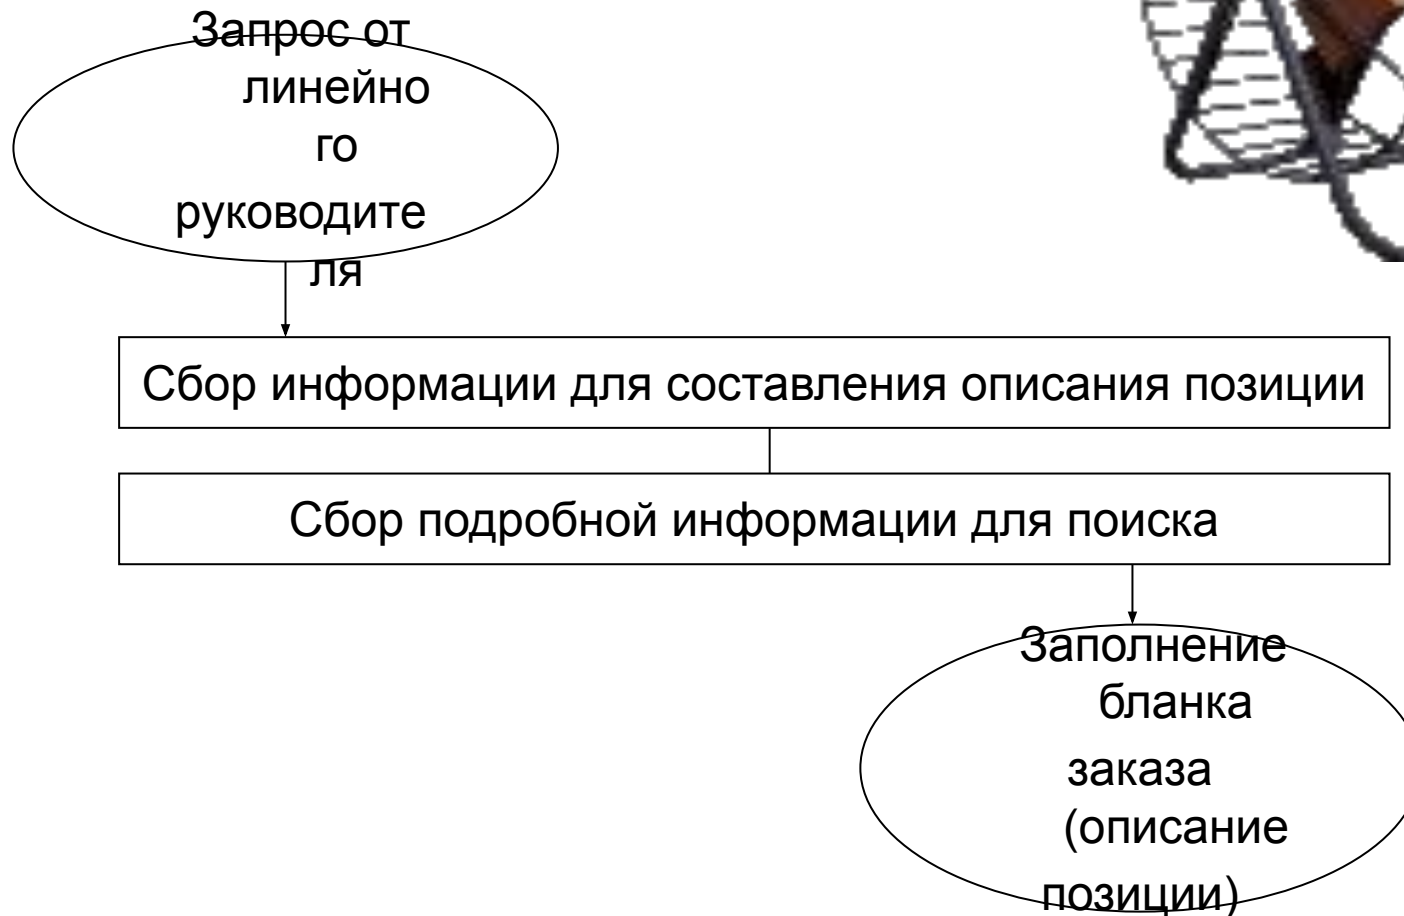 Запрос от
линейно
го
руководите
ля
Сбор информации для составления описания позиции
Сбор подробной информации для поиска
Заполнение
бланка
заказа
(описание
позиции)